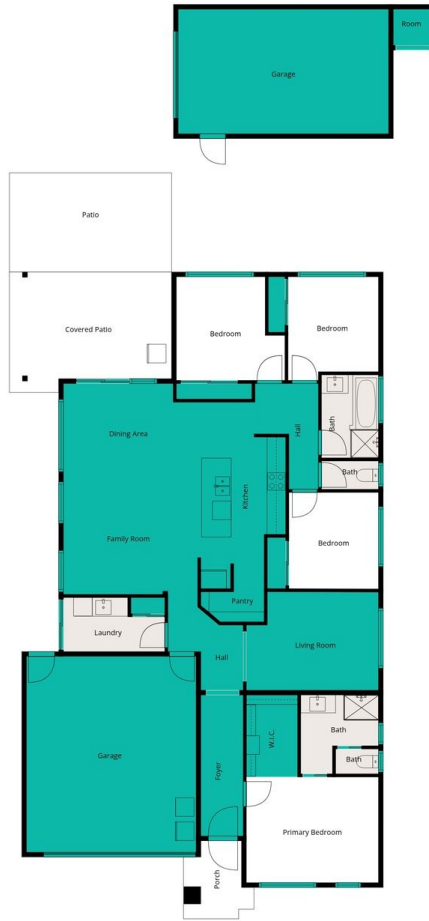 Room
Garage
Patio
Covered Patio
Bedroom
Bedroom
Bath
Dining Area
Hall
Bath
Kitchen
Family Room
Bedroom
Pantry
Laundry
Living Room
Hall
Bath
W.I.C.
Garage
Bath
Foyer
Primary Bedroom
Porch